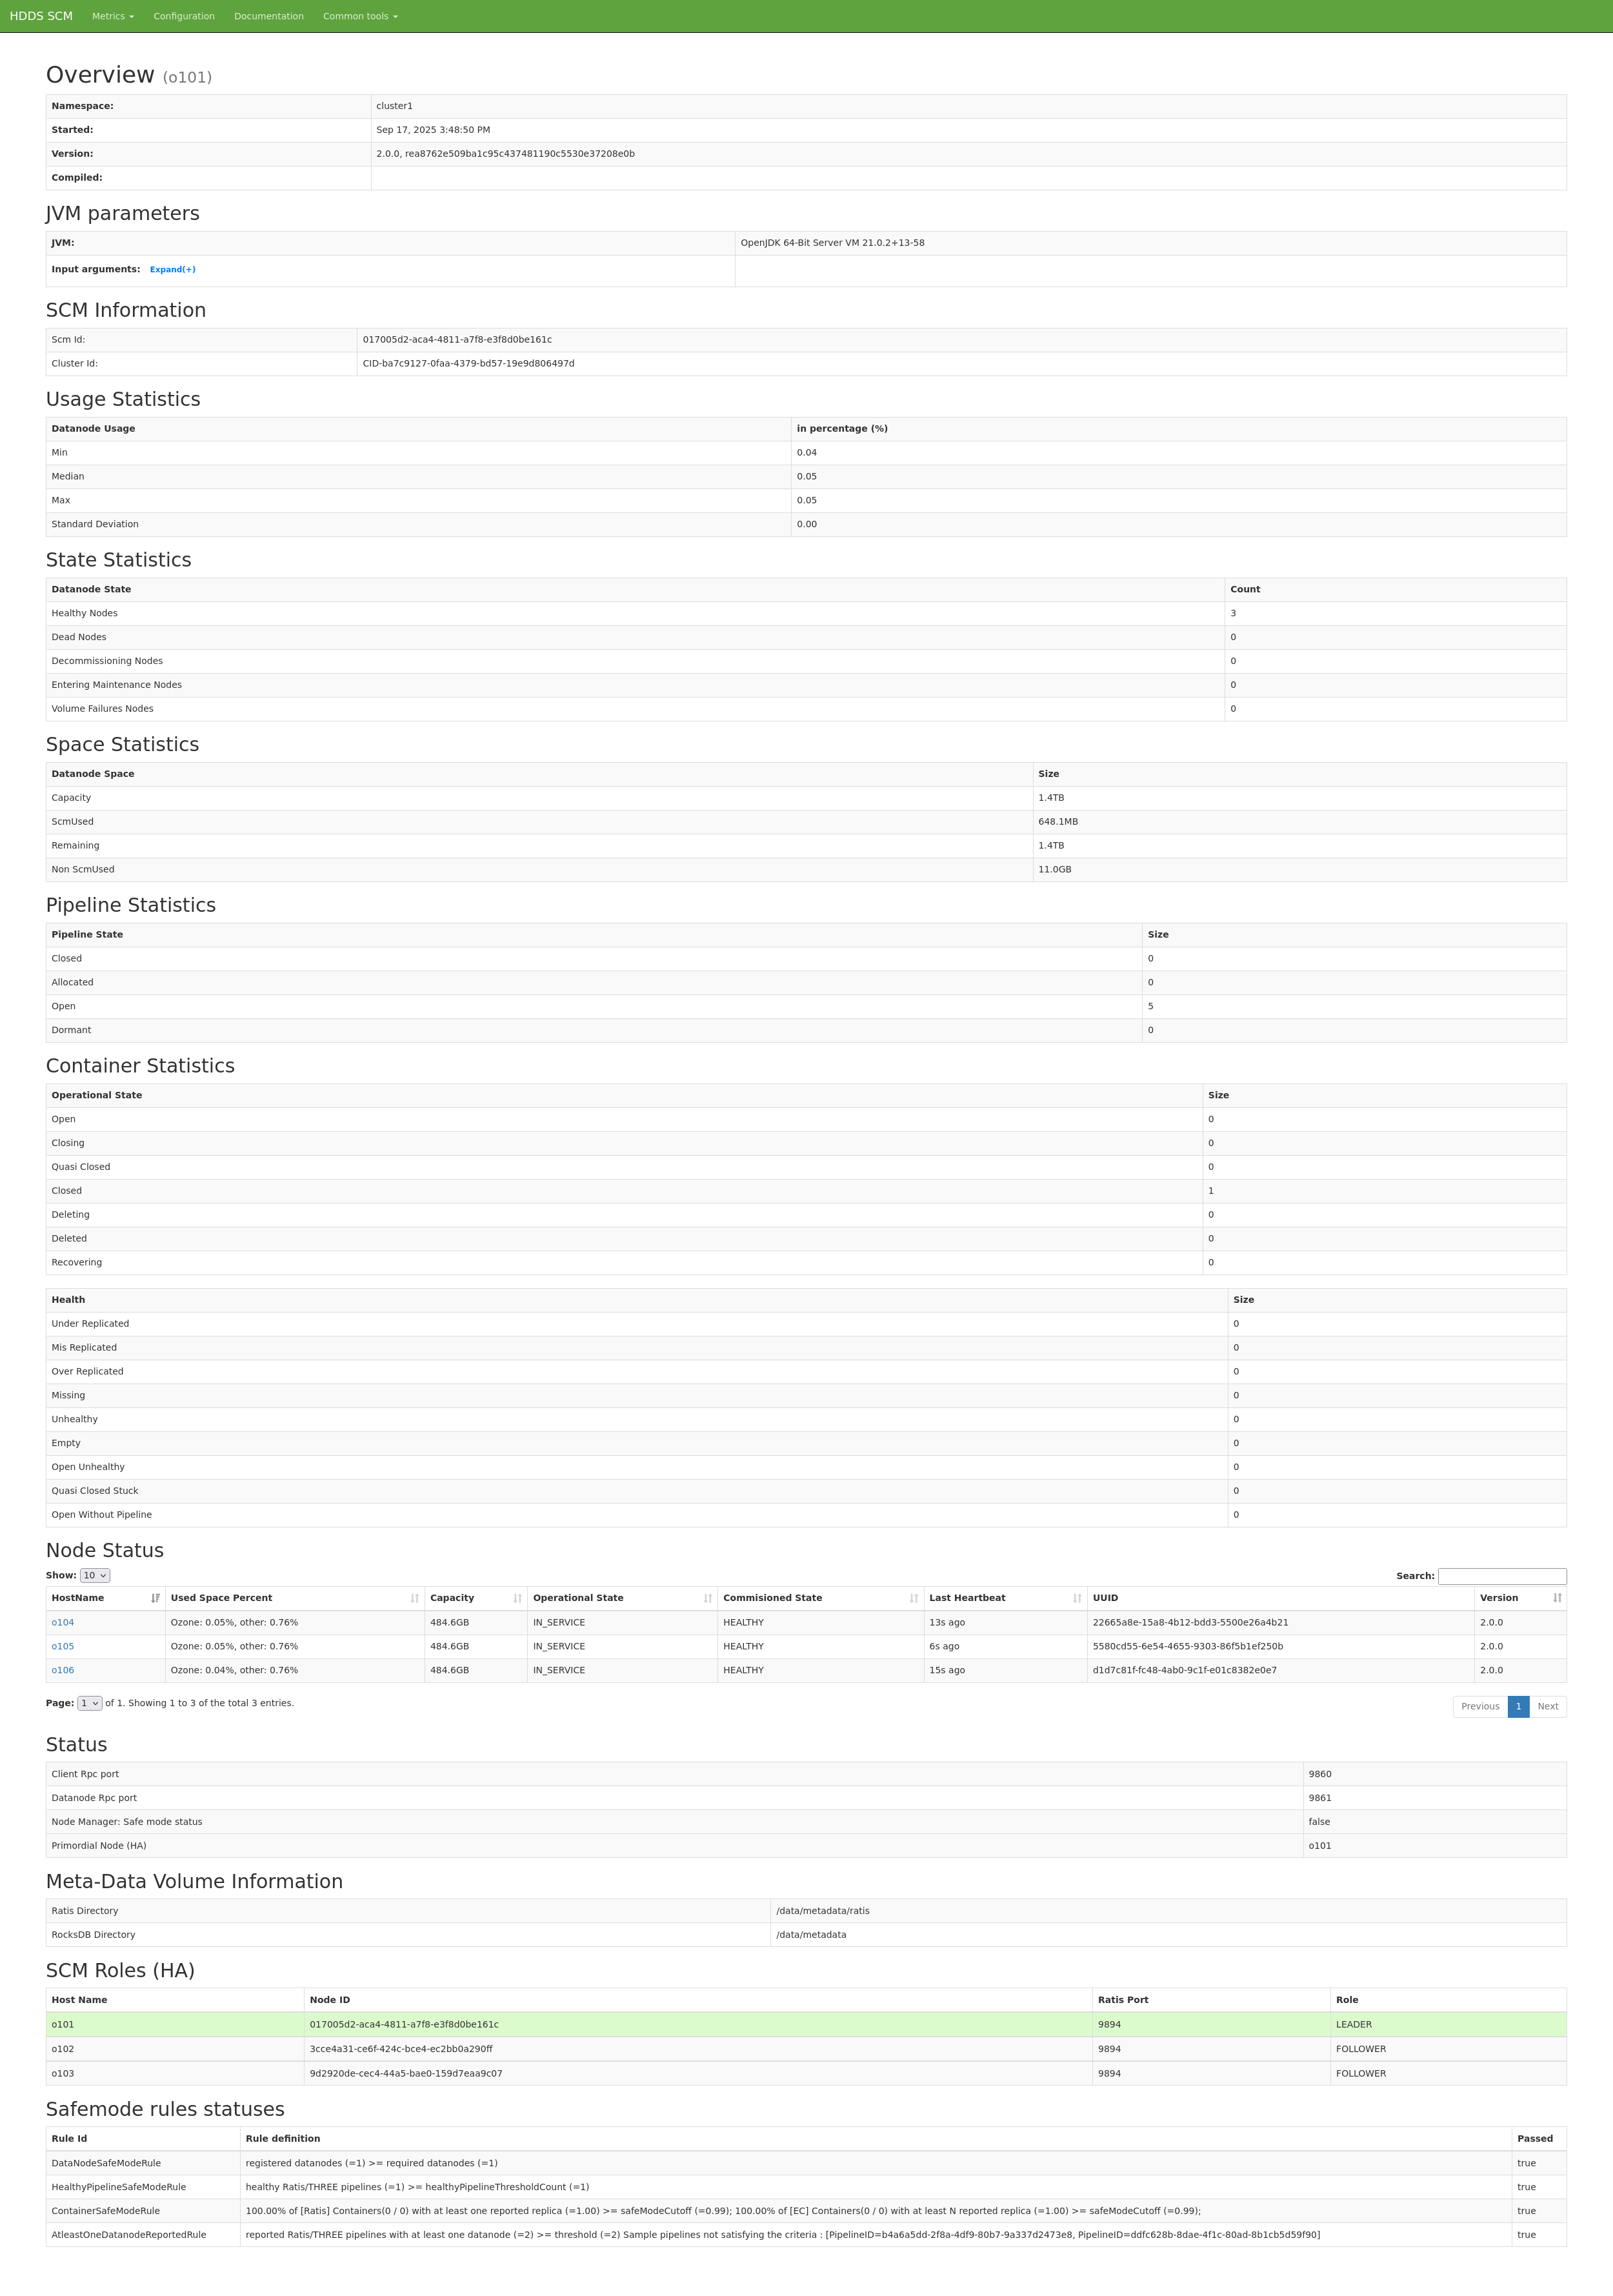 HDDS SCM Metrics Configuration Documentation Common tools
Overview (o101)
Namespace: cluster1
Started: Sep 17, 2025 3:48:50 PM
Version: 2.0.0, rea8762e509ba1c95c437481190c5530e37208e0b
Compiled:
JVM parameters
JVM: OpenJDK 64-Bit Server VM 21.0.2+13-58
Input arguments: Expand(+)
SCM Information
Scm Id: 017005d2-aca4-4811-a7f8-e3f8d0be161c
Cluster Id: CID-ba7c9127-0faa-4379-bd57-19e9d806497d
Usage Statistics
Datanode Usage in percentage (%)
Min 0.04
Median 0.05
Max 0.05
Standard Deviation 0.00
State Statistics
Datanode State Count
Healthy Nodes 3
Dead Nodes 0
Decommissioning Nodes 0
Entering Maintenance Nodes 0
Volume Failures Nodes 0
Space Statistics
Datanode Space Size
Capacity 1.4TB
ScmUsed 648.1MB
Remaining 1.4TB
Non ScmUsed 11.0GB
Pipeline Statistics
Pipeline State Size
Closed 0
Allocated 0
Open 5
Dormant 0
Container Statistics
Operational State Size
Open 0
Closing 0
Quasi Closed 0
Closed 1
Deleting 0
Deleted 0
Recovering 0
Health Size
Under Replicated 0
Mis Replicated 0
Over Replicated 0
Missing 0
Unhealthy 0
Empty 0
Open Unhealthy 0
Quasi Closed Stuck 0
Open Without Pipeline 0
Node Status
Show: 10 Search:
HostName Used Space Percent Capacity Operational State Commisioned State Last Heartbeat UUID Version
o104 Ozone: 0.05%, other: 0.76% 484.6GB IN_SERVICE HEALTHY 13s ago 22665a8e-15a8-4b12-bdd3-5500e26a4b21 2.0.0
o105 Ozone: 0.05%, other: 0.76% 484.6GB IN_SERVICE HEALTHY 6s ago 5580cd55-6e54-4655-9303-86f5b1ef250b 2.0.0
o106 Ozone: 0.04%, other: 0.76% 484.6GB IN_SERVICE HEALTHY 15s ago d1d7c81f-fc48-4ab0-9c1f-e01c8382e0e7 2.0.0
Page: 1 of 1. Showing 1 to 3 of the total 3 entries. Previous 1 Next
Status
Client Rpc port 9860
Datanode Rpc port 9861
Node Manager: Safe mode status false
Primordial Node (HA) o101
Meta-Data Volume Information
Ratis Directory /data/metadata/ratis
RocksDB Directory /data/metadata
SCM Roles (HA)
Host Name Node ID Ratis Port Role
o101 017005d2-aca4-4811-a7f8-e3f8d0be161c 9894 LEADER
o102 3cce4a31-ce6f-424c-bce4-ec2bb0a290ff 9894 FOLLOWER
o103 9d2920de-cec4-44a5-bae0-159d7eaa9c07 9894 FOLLOWER
Safemode rules statuses
Rule Id Rule definition Passed
DataNodeSafeModeRule registered datanodes (=1) >= required datanodes (=1) true
HealthyPipelineSafeModeRule healthy Ratis/THREE pipelines (=1) >= healthyPipelineThresholdCount (=1) true
ContainerSafeModeRule 100.00% of [Ratis] Containers(0 / 0) with at least one reported replica (=1.00) >= safeModeCutoff (=0.99); 100.00% of [EC] Containers(0 / 0) with at least N reported replica (=1.00) >= safeModeCutoff (=0.99); true
AtleastOneDatanodeReportedRule reported Ratis/THREE pipelines with at least one datanode (=2) >= threshold (=2) Sample pipelines not satisfying the criteria : [PipelineID=b4a6a5dd-2f8a-4df9-80b7-9a337d2473e8, PipelineID=ddfc628b-8dae-4f1c-80ad-8b1cb5d59f90] true